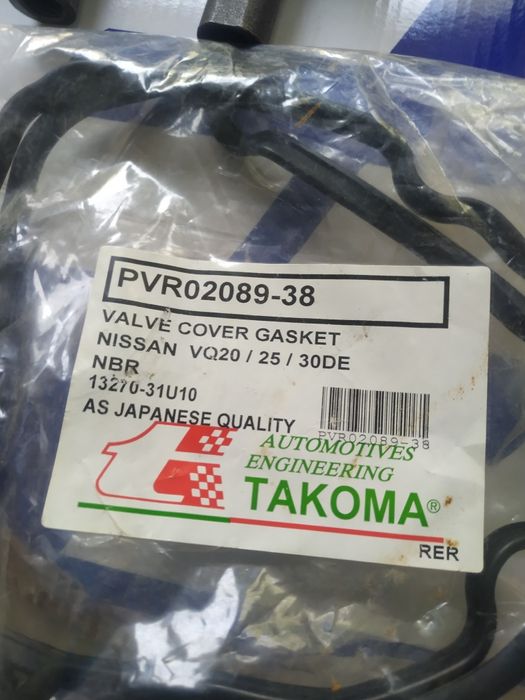 PVR02089-38
VALVE COVER GASKET
NISSAN VQ20 / 25 / 30DE
NBR
13270-31U10
AS JAPANESE QUALITY
PVR02089-38
AUTOMOTIVES
ENGINEERING
TAKOMA®
RER